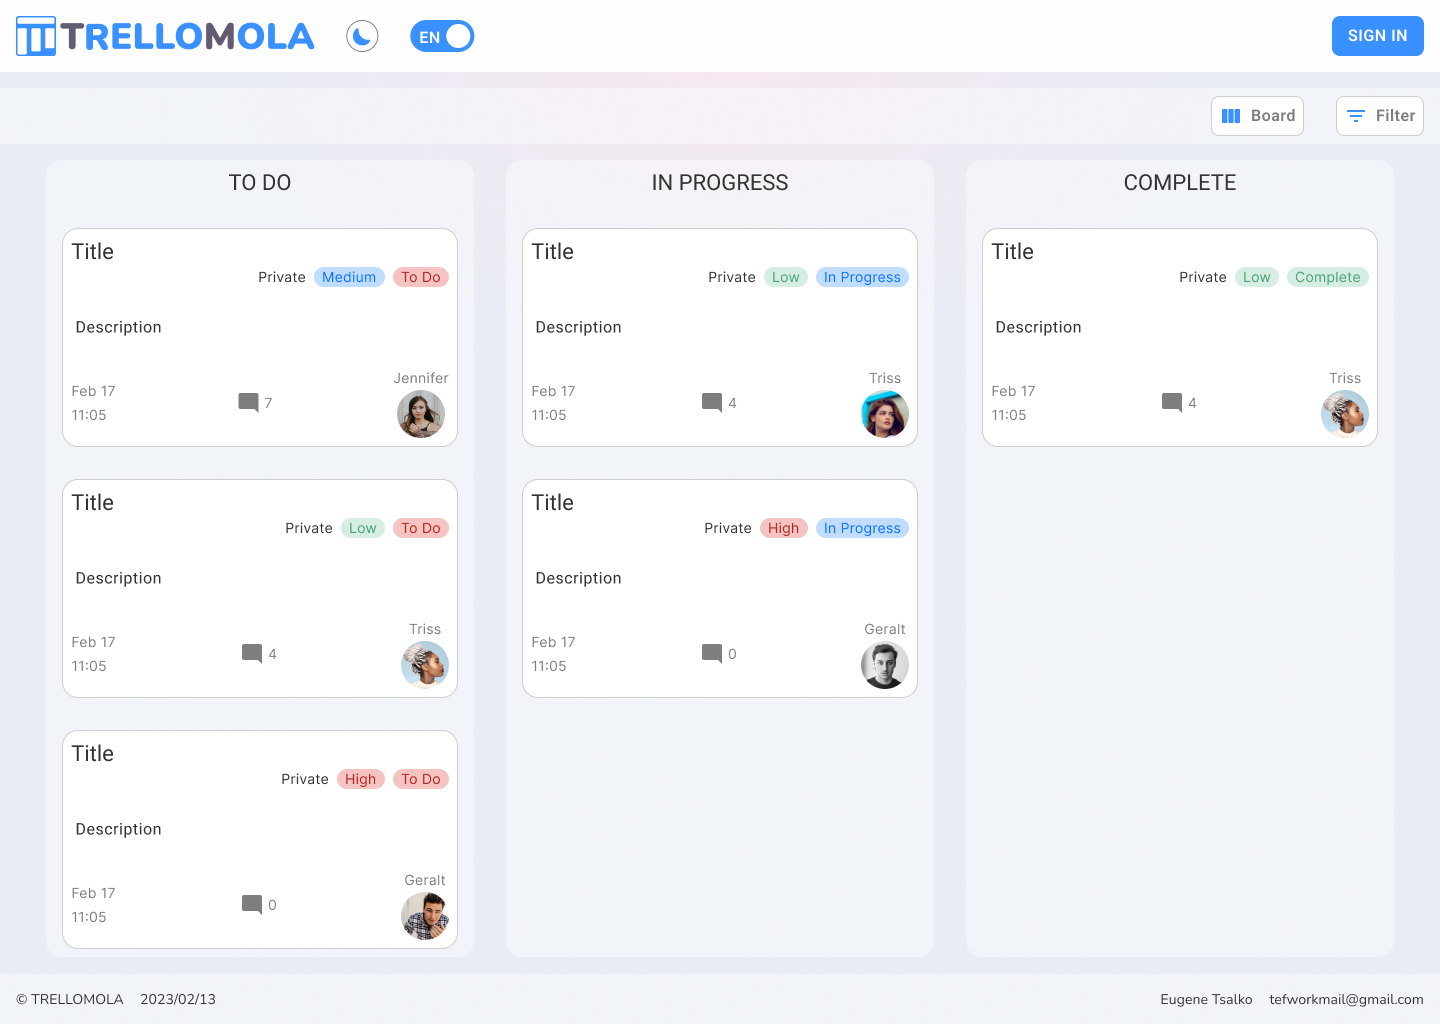 TRELLOMOLA
EN
SIGN IN
Board
Filter
TO DO
Title
Private Medium To Do
Description
Jennifer
Feb 17
11:05
7
Title
Private Low To Do
Description
Triss
Feb 17
11:05
4
Title
Private High To Do
Description
Geralt
Feb 17
11:05
0
IN PROGRESS
Title
Private Low In Progress
Description
Triss
Feb 17
11:05
4
Title
Private High In Progress
Description
Geralt
Feb 17
11:05
0
COMPLETE
Title
Private Low Complete
Description
Triss
Feb 17
11:05
4
© TRELLOMOLA 2023/02/13
Eugene Tsalko tefworkmail@gmail.com